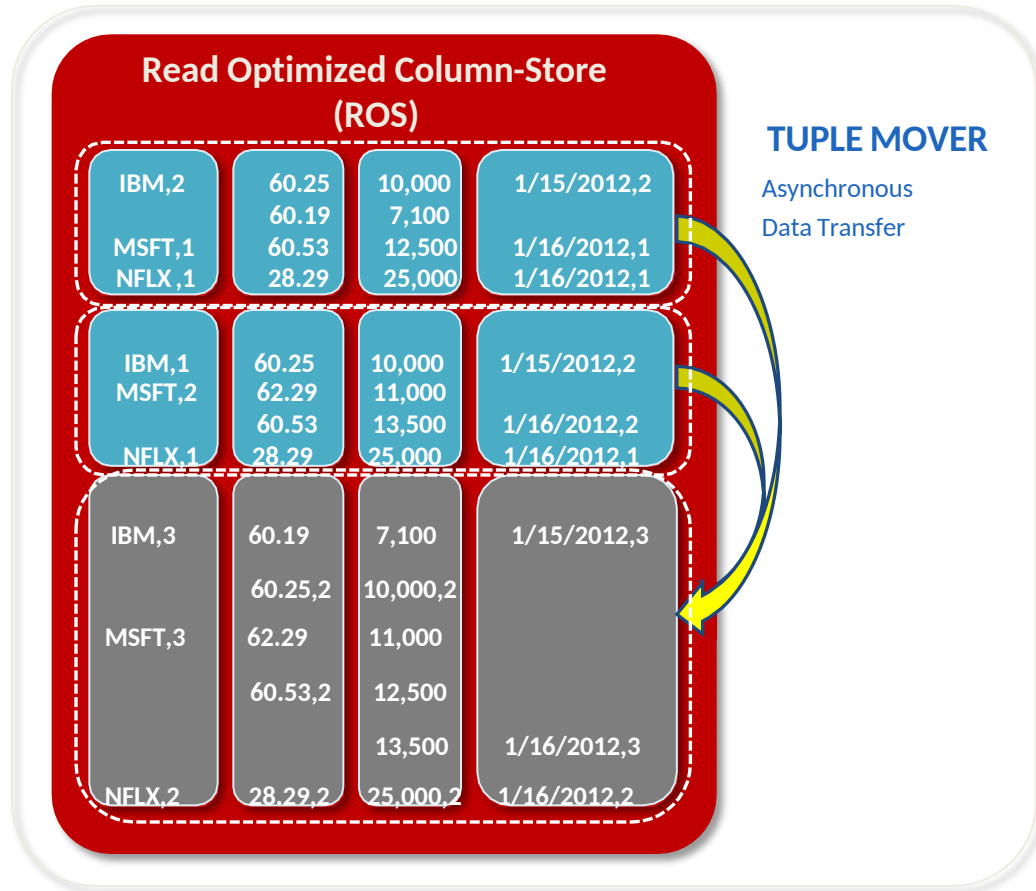 Read Optimized Column-Store
(ROS)
TUPLE MOVER
Asynchronous
Data Transfer
IBM,2 60.25 10,000 1/15/2012,2
60.19 7,100
MSFT,1 60.53 12,500 1/16/2012,1
NFLX ,1 28.29 25,000 1/16/2012,1
IBM,1 60.25 10,000 1/15/2012,2
MSFT,2 62.29 11,000
60.53 13,500 1/16/2012,2
NFLX,1 28.29 25,000 1/16/2012,1
IBM,3 60.19 7,100 1/15/2012,3
60.25,2 10,000,2
MSFT,3 62.29 11,000
60.53,2 12,500
13,500 1/16/2012,3
NFLX,2 28.29,2 25,000,2 1/16/2012,2